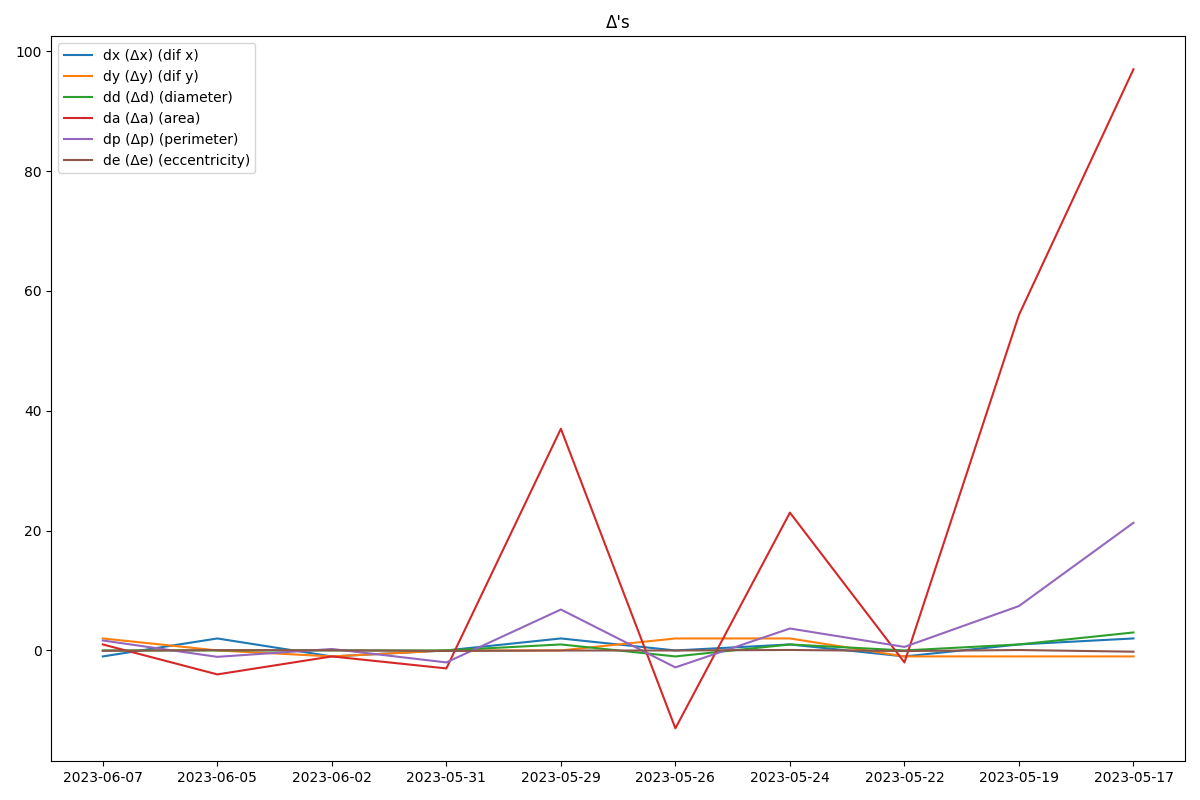 Δ's
dx (Δx) (dif x)
dy (Δy) (dif y)
dd (Δd) (diameter)
da (Δa) (area)
dp (Δp) (perimeter)
de (Δe) (eccentricity)
100
80
60
40
20
0
2023-06-07 2023-06-05 2023-06-02 2023-05-31 2023-05-29 2023-05-26 2023-05-24 2023-05-22 2023-05-19 2023-05-17